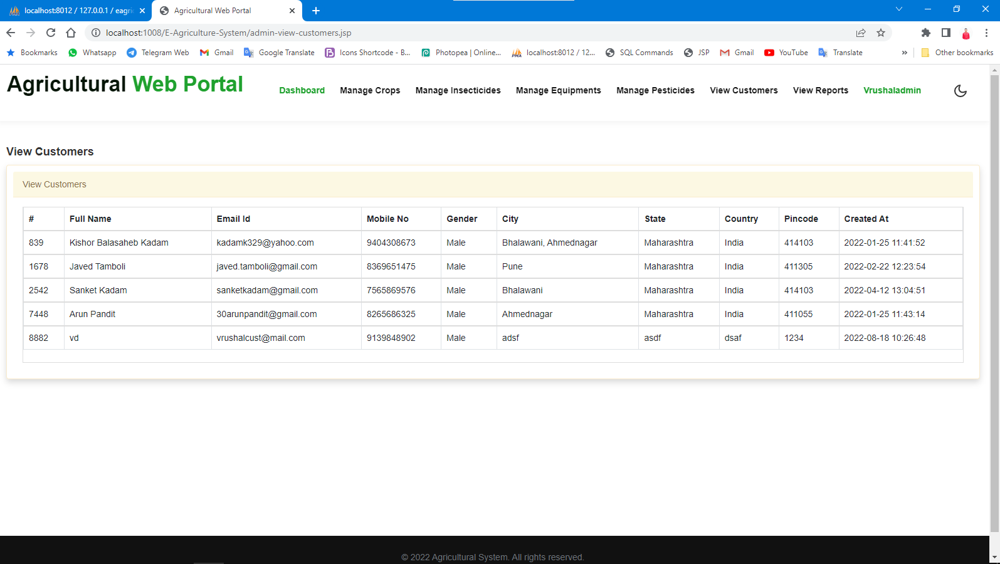 localhost:8012 / 127.0.0.1 / eagri
Agricultural Web Portal
localhost:1008/E-Agriculture-System/admin-view-customers.jsp
Bookmarks Whatsapp Telegram Web Gmail Google Translate Icons Shortcode - B... Photopea | Online... localhost:8012 / 12... SQL Commands JSP Gmail YouTube Translate » Other bookmarks
Agricultural Web Portal
Dashboard Manage Crops Manage Insecticides Manage Equipments Manage Pesticides View Customers View Reports Vrushaladmin
View Customers
View Customers
# Full Name Email Id Mobile No Gender City State Country Pincode Created At
839 Kishor Balasaheb Kadam kadamk329@yahoo.com 9404308673 Male Bhalawani, Ahmednagar Maharashtra India 414103 2022-01-25 11:41:52
1678 Javed Tamboli javed.tamboli@gmail.com 8369651475 Male Pune Maharashtra India 411305 2022-02-22 12:23:54
2542 Sanket Kadam sanketkadam@gmail.com 7565869576 Male Bhalawani Maharashtra India 414103 2022-04-12 13:04:51
7448 Arun Pandit 30arunpandit@gmail.com 8265686325 Male Ahmednagar Maharashtra India 411055 2022-01-25 11:43:14
8882 vd vrushalcust@mail.com 9139848902 Male adsf asdf dsaf 1234 2022-08-18 10:26:48
© 2022 Agricultural System. All rights reserved.